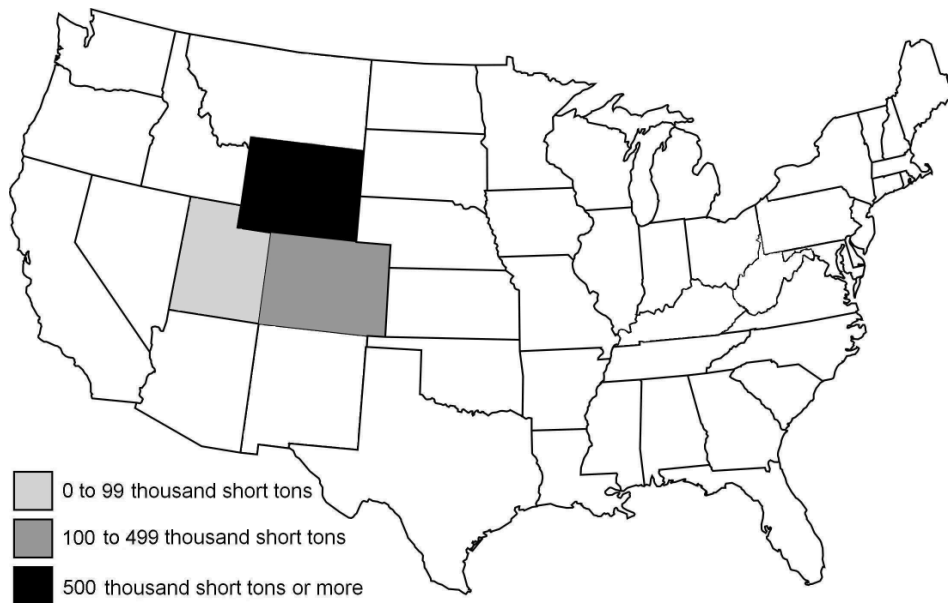 0 to 99 thousand short tons
100 to 499 thousand short tons
500 thousand short tons or more